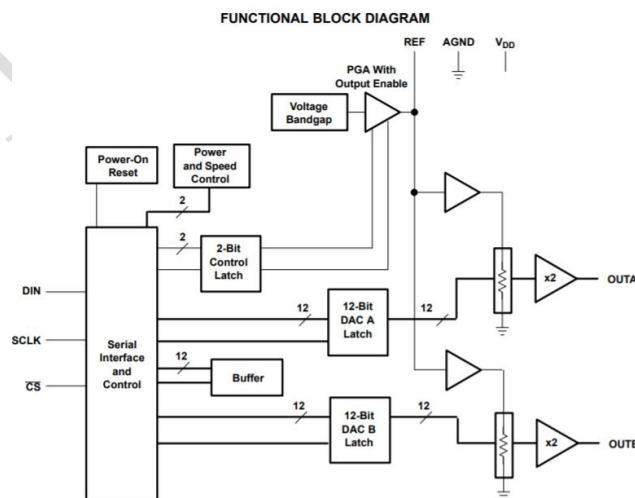 FUNCTIONAL BLOCK DIAGRAM
REF AGND VDD
PGA With
Output Enable
Voltage
Bandgap
Power-On
Reset
Power
and Speed
Control
2
2
2-Bit
Control
Latch
DIN
SCLK
CS
Serial
Interface
and
Control
12
12-Bit
DAC A
Latch
12
x2
OUTA
12
Buffer
12
12-Bit
DAC B
Latch
12
x2
OUTB